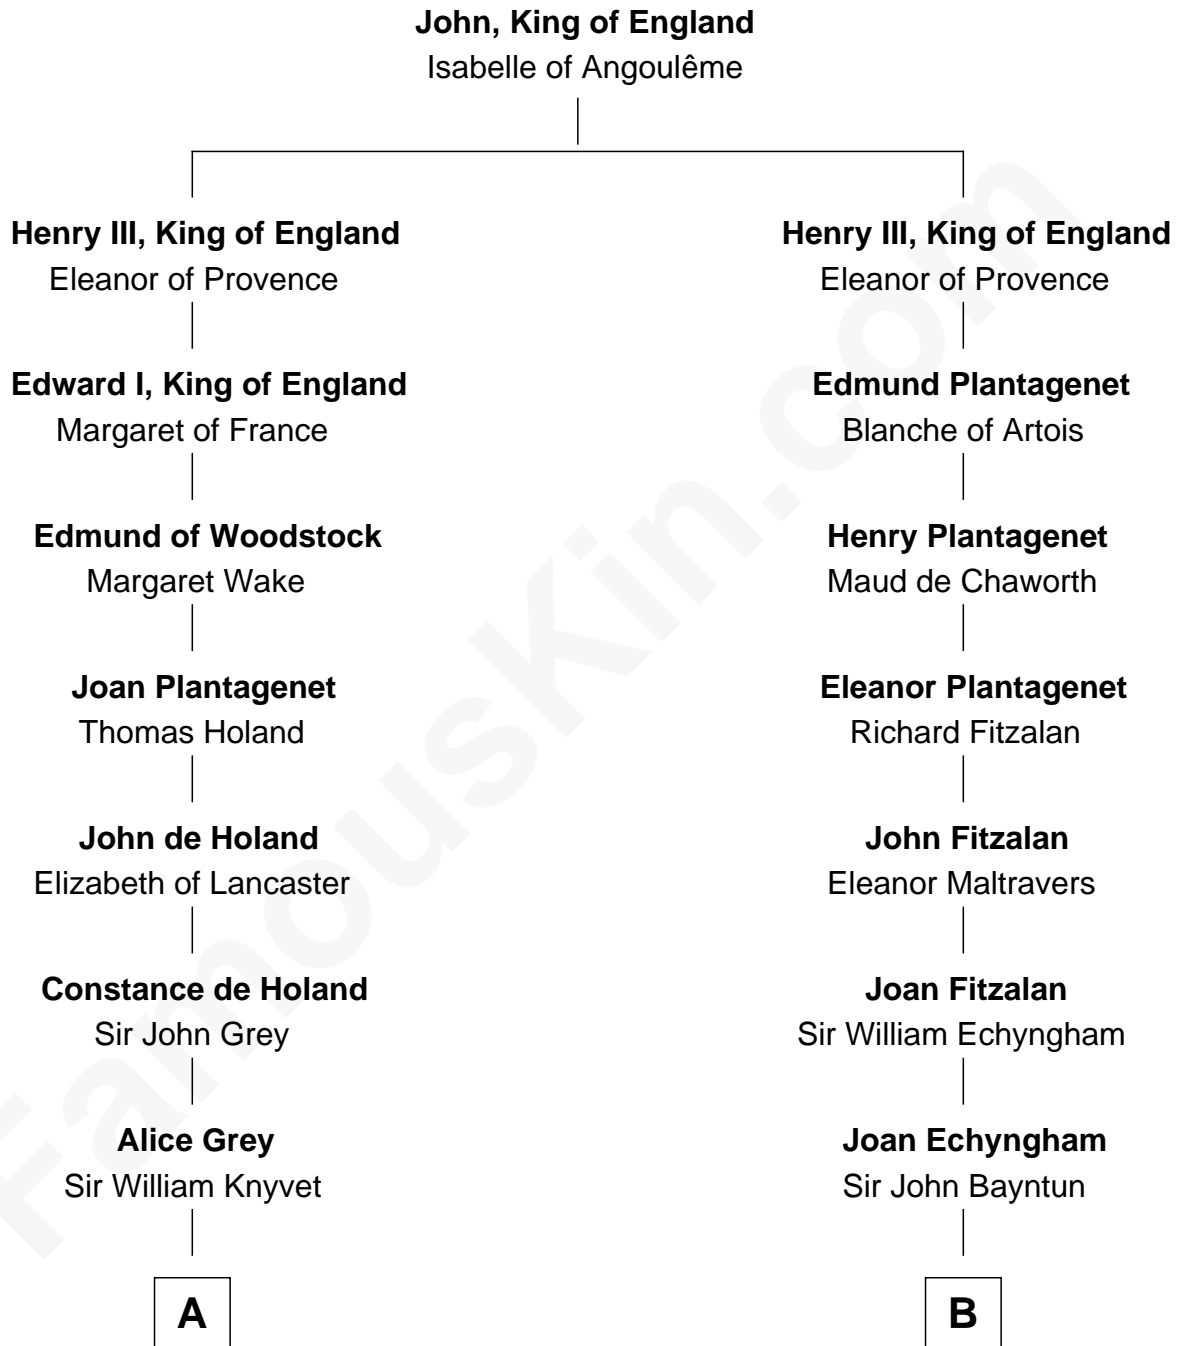 John, King of England
Isabelle of Angoulême
Henry III, King of England
Eleanor of Provence
Edward I, King of England
Margaret of France
Edmund of Woodstock
Margaret Wake
Joan Plantagenet
Thomas Holand
John de Holand
Elizabeth of Lancaster
Constance de Holand
Sir John Grey
Alice Grey
Sir William Knyvet
A
Henry III, King of England
Eleanor of Provence
Edmund Plantagenet
Blanche of Artois
Henry Plantagenet
Maud de Chaworth
Eleanor Plantagenet
Richard Fitzalan
John Fitzalan
Eleanor Maltravers
Joan Fitzalan
Sir William Echyngham
Joan Echyngham
Sir John Bayntun
B
FamousKin.com